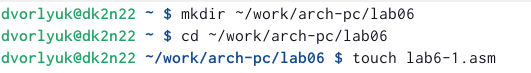 dvorlyuk@dk2n22 ~ $ mkdir ~/work/arch-pc/lab06
dvorlyuk@dk2n22 ~ $ cd ~/work/arch-pc/lab06
dvorlyuk@dk2n22 ~/work/arch-pc/lab06 $ touch lab6-1.asm